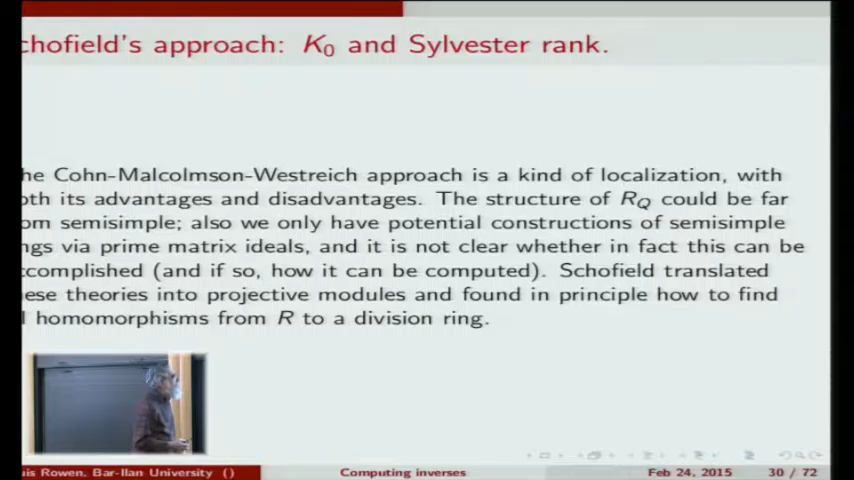 chofield's approach: K0 and Sylvester rank.
he Cohn-Malcolmson-Westreich approach is a kind of localization, with
oth its advantages and disadvantages. The structure of RQ could be far
om semisimple; also we only have potential constructions of semisimple
ngs via prime matrix ideals, and it is not clear whether in fact this can be
ccomplished (and if so, how it can be computed). Schofield translated
ese theories into projective modules and found in principle how to find
l homomorphisms from R to a division ring.
uis Rowen, Bar-Ilan University () Computing inverses Feb 24, 2015 30 / 72